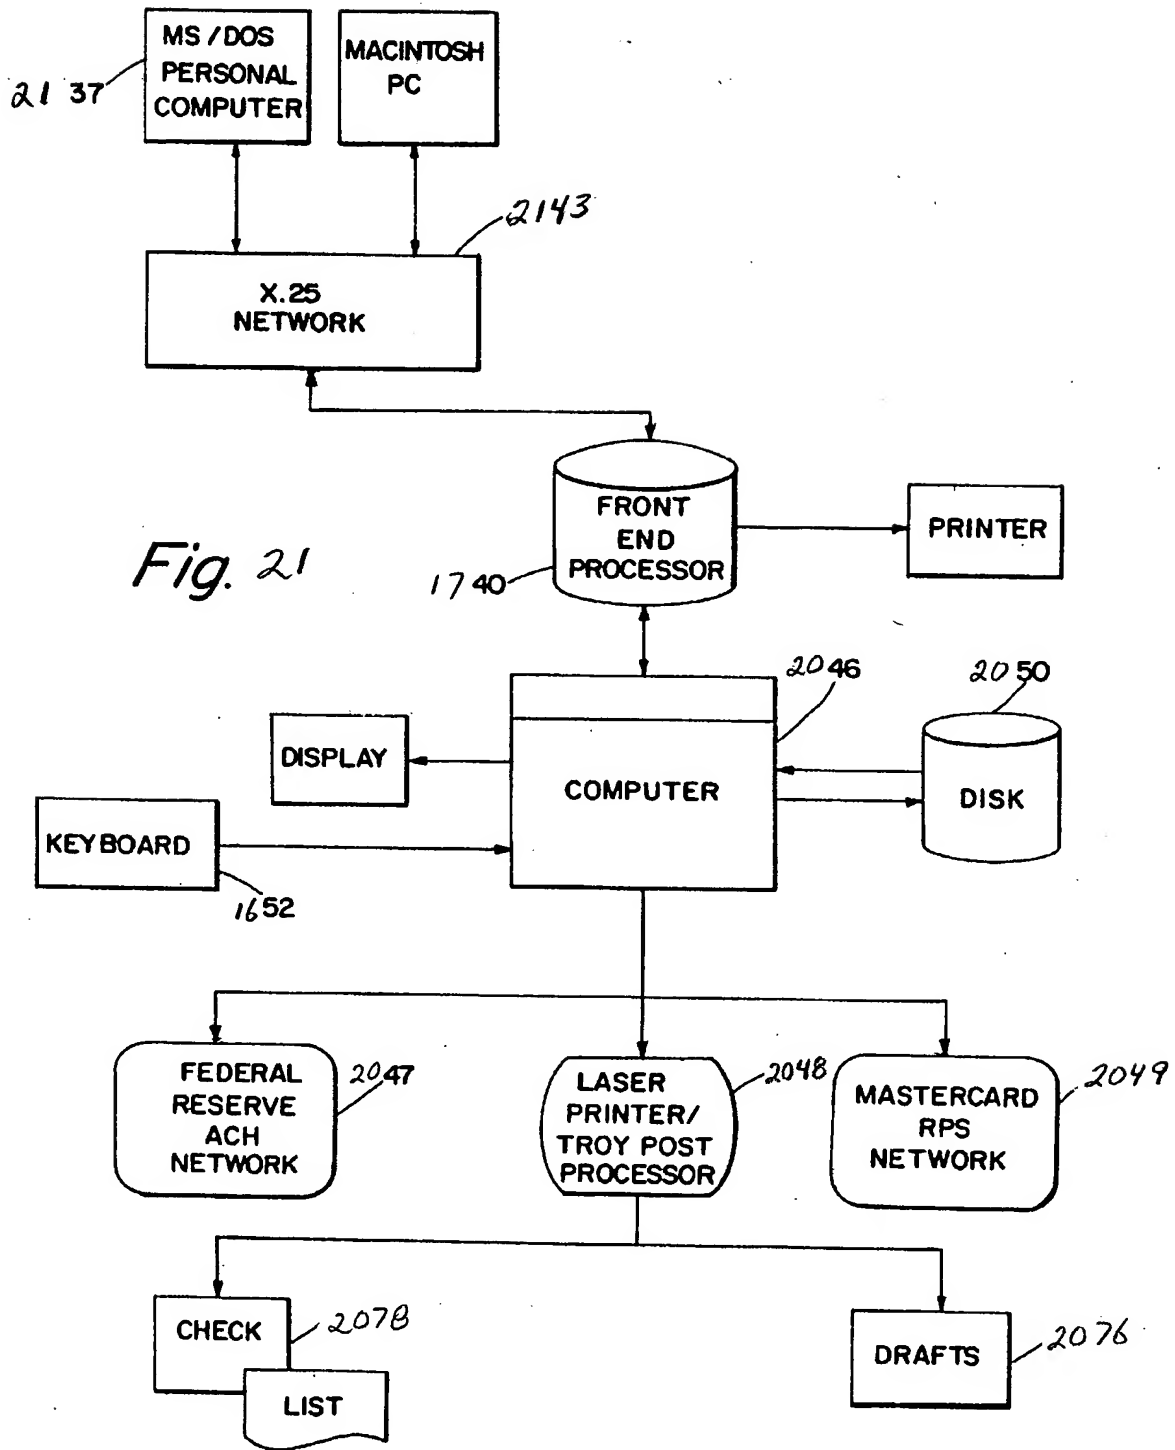 MS/DOS
PERSONAL
COMPUTER
MACINTOSH
PC
2137
2143
X.25
NETWORK
FRONT
END
PROCESSOR
PRINTER
Fig. 21
1740
2046
2050
DISPLAY
COMPUTER
DISK
KEYBOARD
1652
FEDERAL
RESERVE
ACH
NETWORK
2047
LASER
PRINTER/
TROY POST
PROCESSOR
2048
MASTERCARD
RPS
NETWORK
2049
CHECK
2078
LIST
DRAFTS
2076